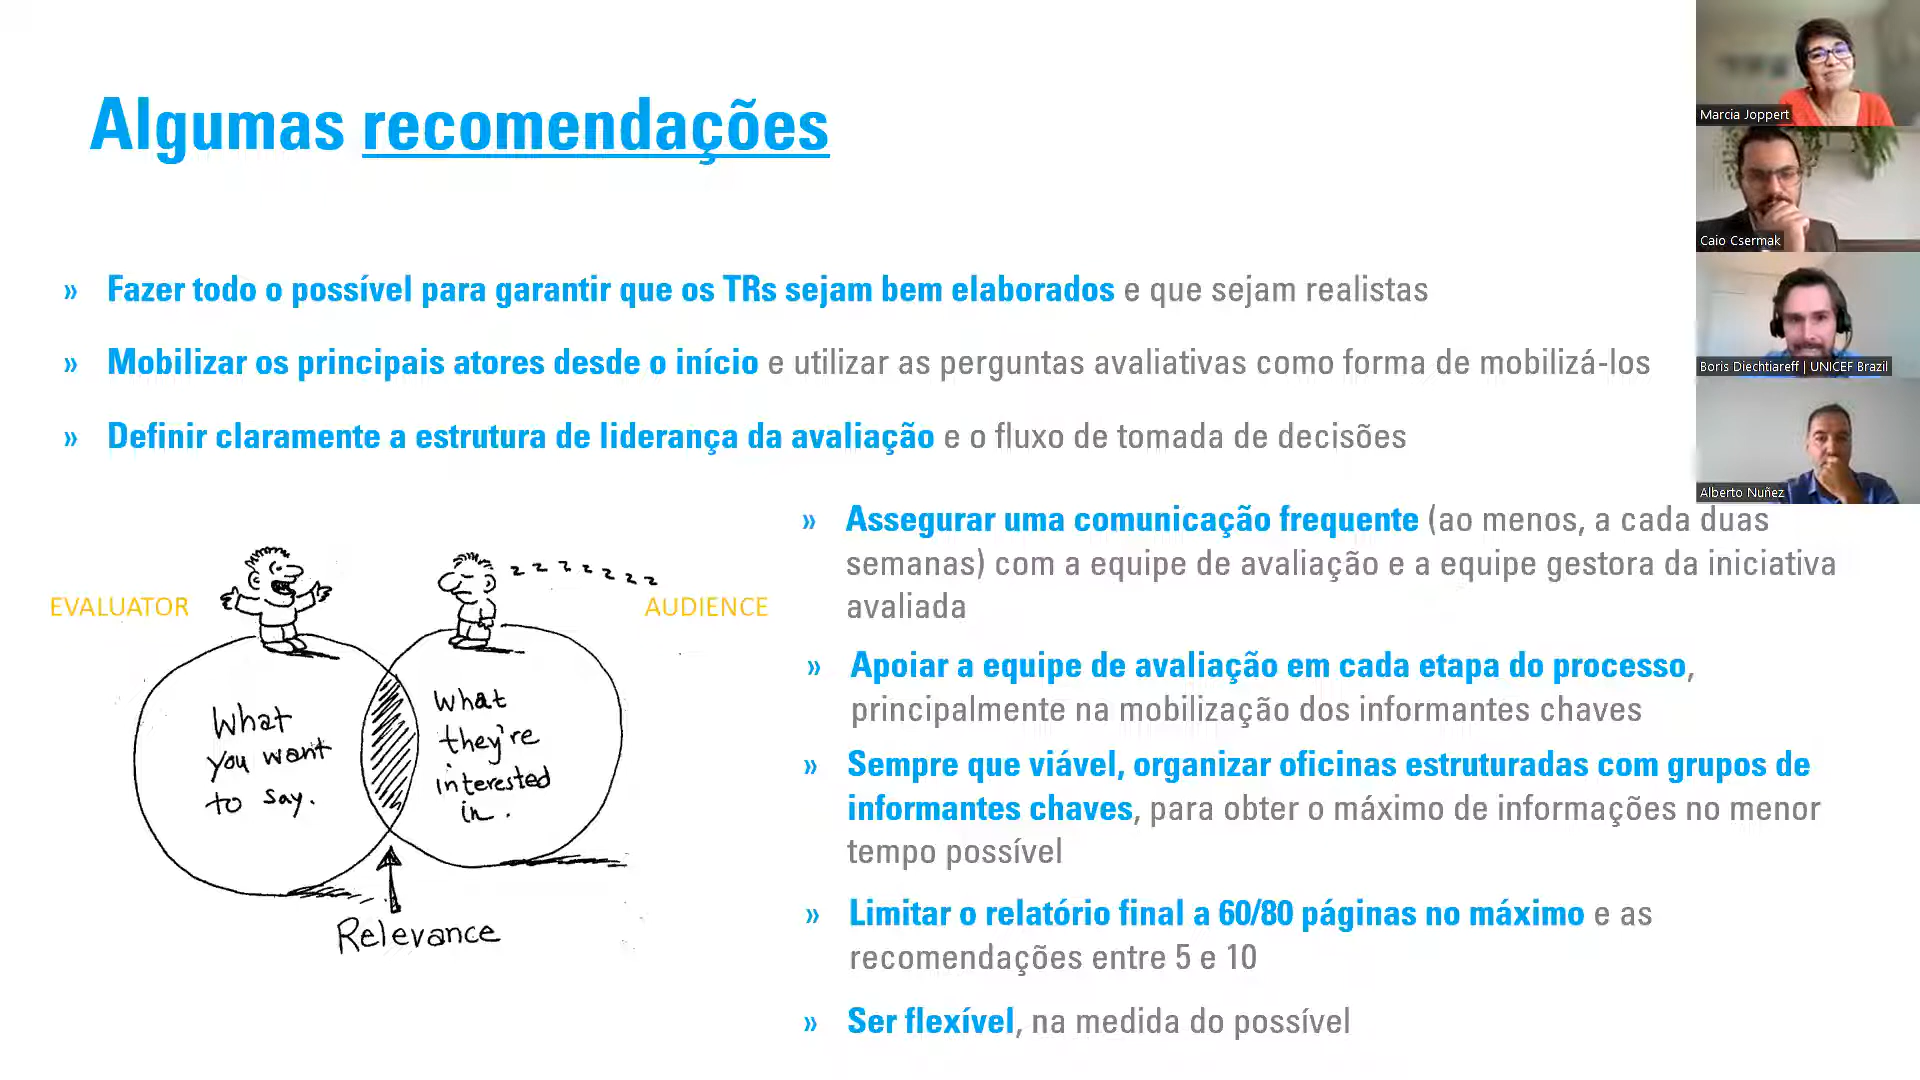 Algumas recomendações
» Fazer todo o possível para garantir que os TRs sejam bem elaborados e que sejam realistas
» Mobilizar os principais atores desde o início e utilizar as perguntas avaliativas como forma de mobilizá-los
» Definir claramente a estrutura de liderança da avaliação e o fluxo de tomada de decisões
» Assegurar uma comunicação frequente (ao menos, a cada duas
semanas) com a equipe de avaliação e a equipe gestora da iniciativa
avaliada
» Apoiar a equipe de avaliação em cada etapa do processo,
principalmente na mobilização dos informantes chaves
» Sempre que viável, organizar oficinas estruturadas com grupos de
informantes chaves, para obter o máximo de informações no menor
tempo possível
» Limitar o relatório final a 60/80 páginas no máximo e as
recomendações entre 5 e 10
» Ser flexível, na medida do possível
EVALUATOR
z z z z z z z
AUDIENCE
What
you want
to say.
What
they're
interested
in.
Relevance
Marcia Joppert
Caio Csermak
Boris Diechtiareff | UNICEF Brazil
Alberto Nuñez